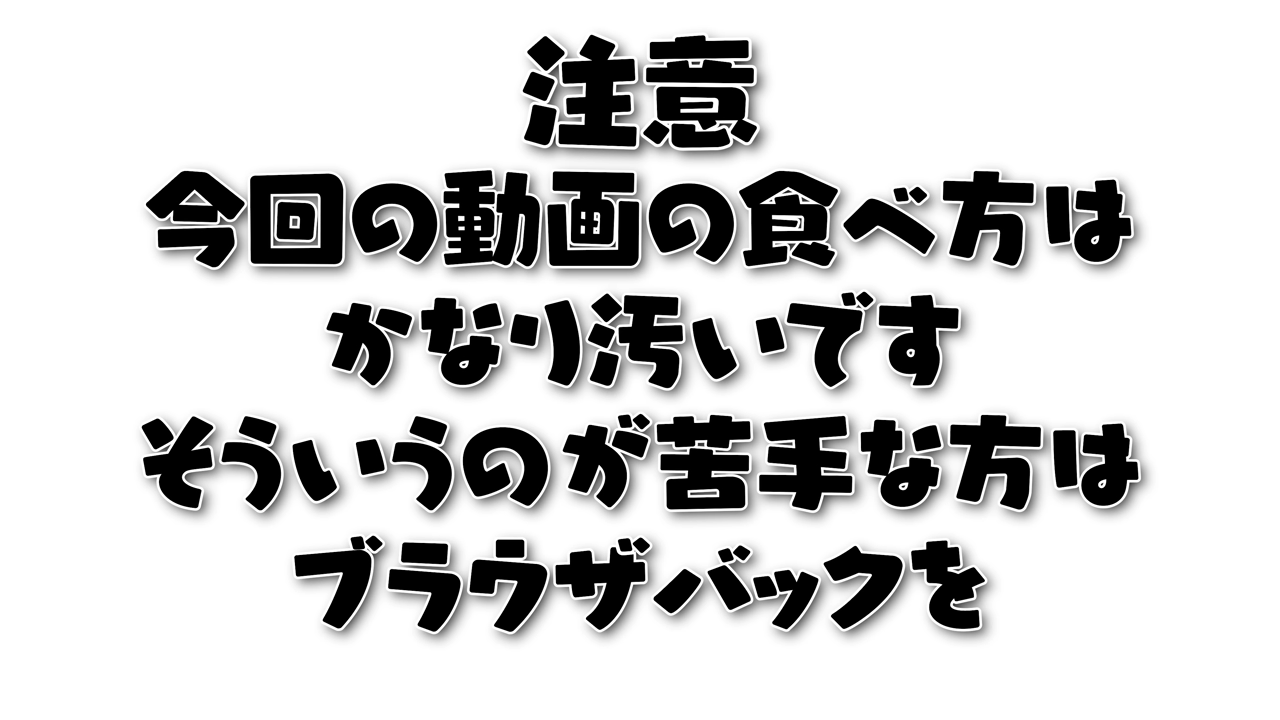 注意
今回の動画の食べ方は
かなり汚いです
そういうのが苦手な方は
ブラウザバックを